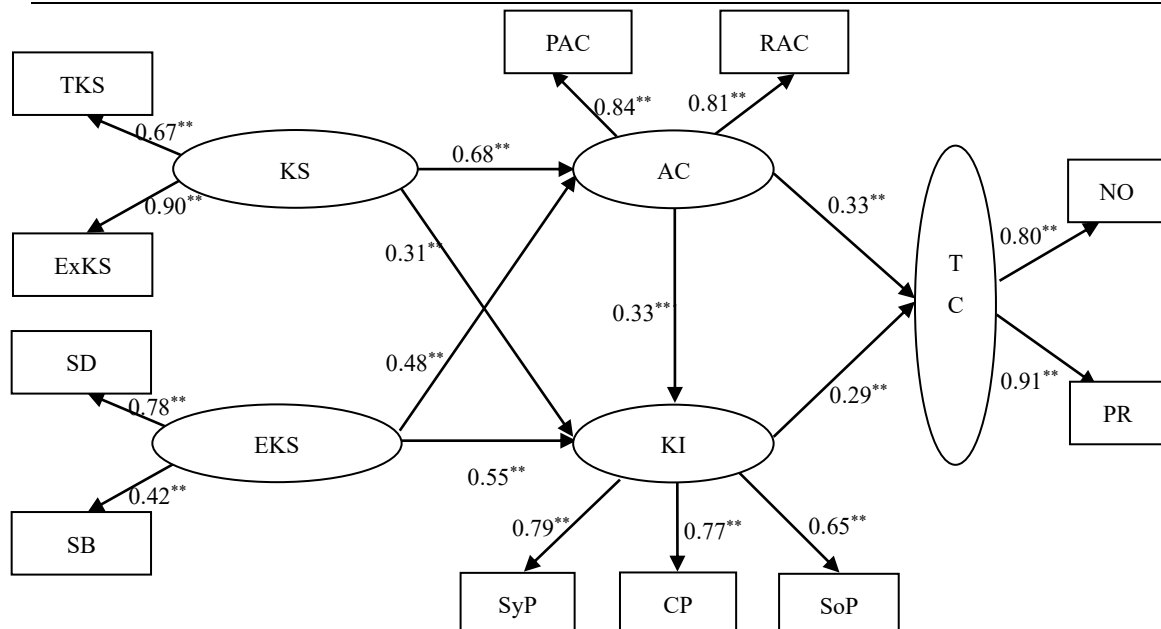 PAC
RAC
TKS
0.84**
0.81**
0.67**
KS
0.68**
AC
NO
0.90**
0.33**
0.80**
ExKS
0.31**
T
C
0.33**
SD
0.48**
0.78**
0.29**
0.91**
PR
EKS
KI
0.55**
0.42**
SB
0.79**
0.77**
0.65**
SyP
CP
SoP